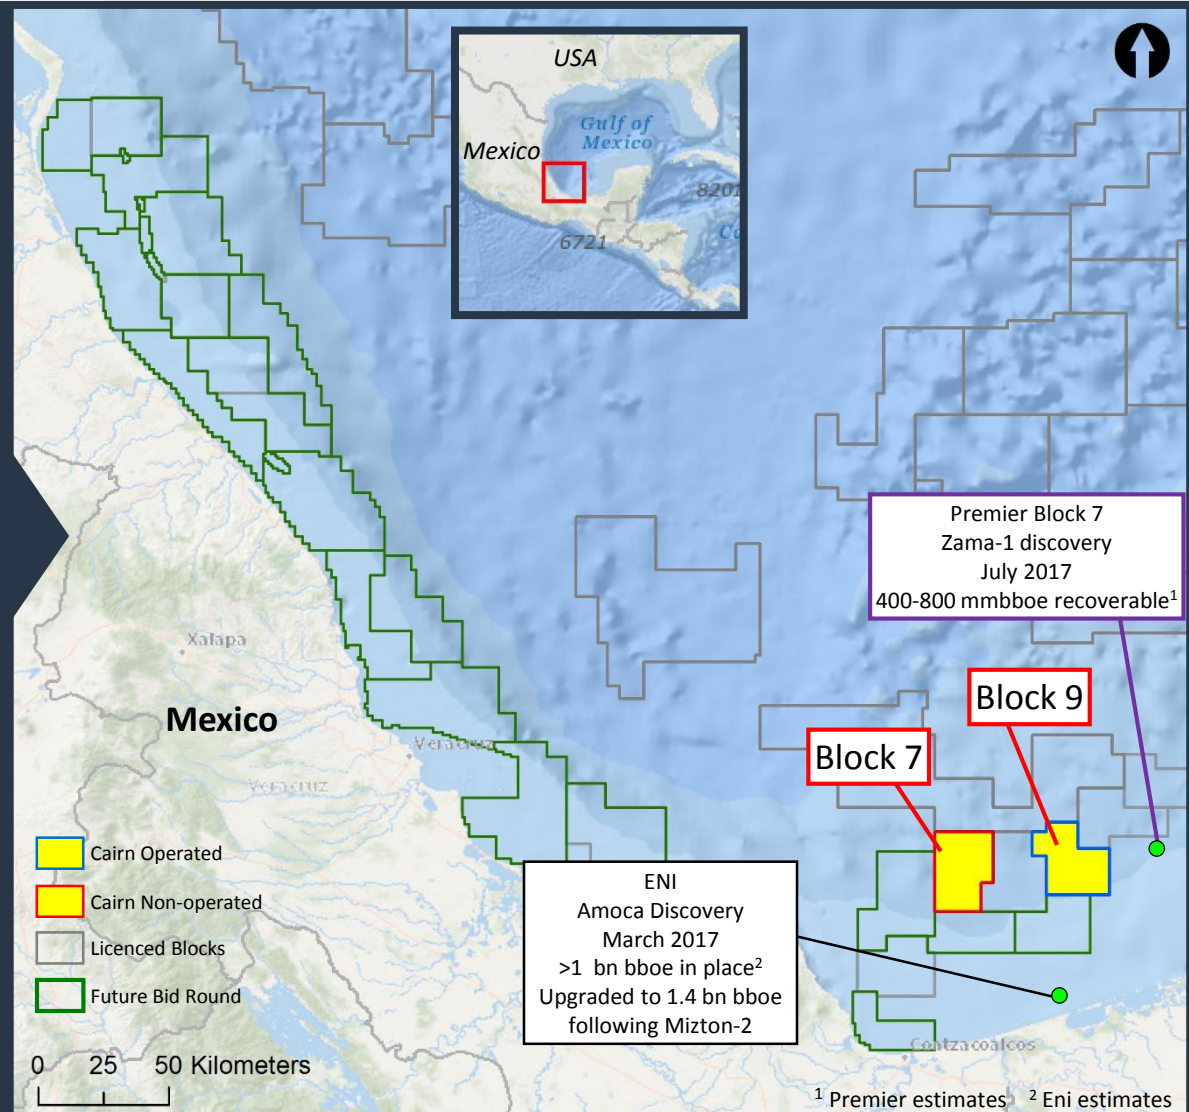 USA
Gulf of
Mexico
Mexico
8201
6721
Premier Block 7
Zama-1 discovery
July 2017
400-800 mmbboe recoverable¹
Xalapa
Mexico
Block 9
Block 7
Veracruz
Veracruz
Cairn Operated
Cairn Non-operated
Licenced Blocks
Future Bid Round
ENI
Amoca Discovery
March 2017
>1 bn bboe in place²
Upgraded to 1.4 bn bboe
following Mizton-2
Coatzacoalcos
0 25 50 Kilometers
¹ Premier estimates ² Eni estimates